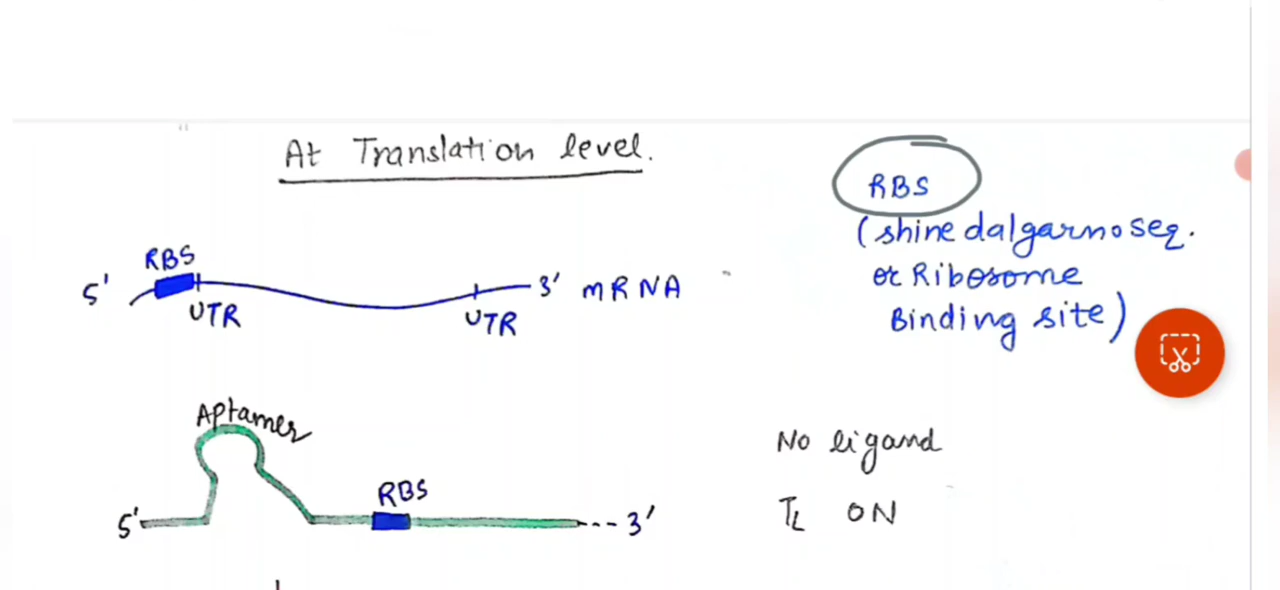 At Translation level.
RBS
(shine dalgarno seq.
or Ribosome
Binding site)
RBS
5' 3' mRNA
UTR UTR
Aptamer
No ligand
RBS
5' 3'
TL ON